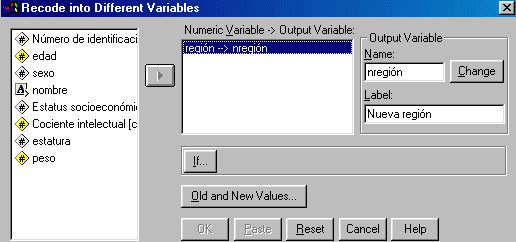 Recode into Different Variables
Número de identificaci
edad
sexo
nombre
Estatus socioeconómi
Cociente intelectual [c
estatura
peso
Numeric Variable -> Output Variable:
región --> nregión
Output Variable
Name:
nregión
Change
Label:
Nueva región
If...
Old and New Values...
OK
Paste
Reset
Cancel
Help